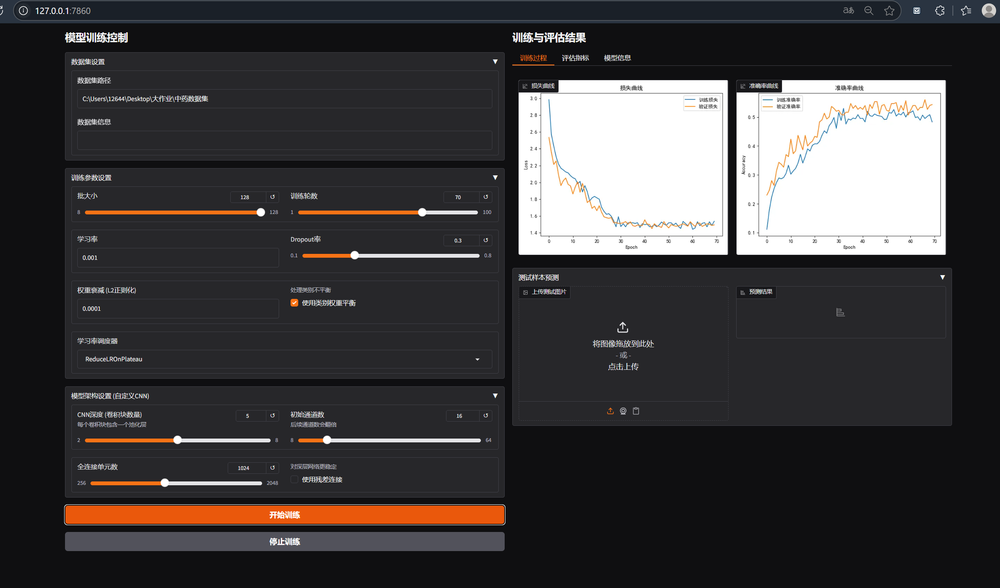 127.0.0.1:7860
模型训练控制
数据集设置
数据集路径
C:\Users\12644\Desktop\大作业\中药数据集
数据集信息
训练参数设置
批大小
128
8
128
训练轮数
70
1
100
学习率
0.001
Dropout率
0.3
0.1
0.8
权重衰减 (L2正则化)
0.0001
处理类别不平衡
使用类别权重平衡
学习率调度器
ReduceLROnPlateau
模型架构设置 (自定义CNN)
CNN深度 (卷积块数量)
每个卷积块包含一个池化层
5
2
8
初始通道数
后续通道数会翻倍
16
8
64
全连接单元数
1024
256
2048
对深层网络更稳定
使用残差连接
开始训练
停止训练
训练与评估结果
训练过程 评估指标 模型信息
损失曲线
损失曲线
训练损失
验证损失
3.0
2.8
2.6
2.4
2.2
2.0
1.8
1.6
1.4
Loss
0 10 20 30 40 50 60 70
Epoch
准确率曲线
准确率曲线
训练准确率
验证准确率
0.5
0.4
0.3
0.2
0.1
Accuracy
0 10 20 30 40 50 60 70
Epoch
测试样本预测
上传测试图片
将图像拖放到此处
- 或 -
点击上传
预测结果